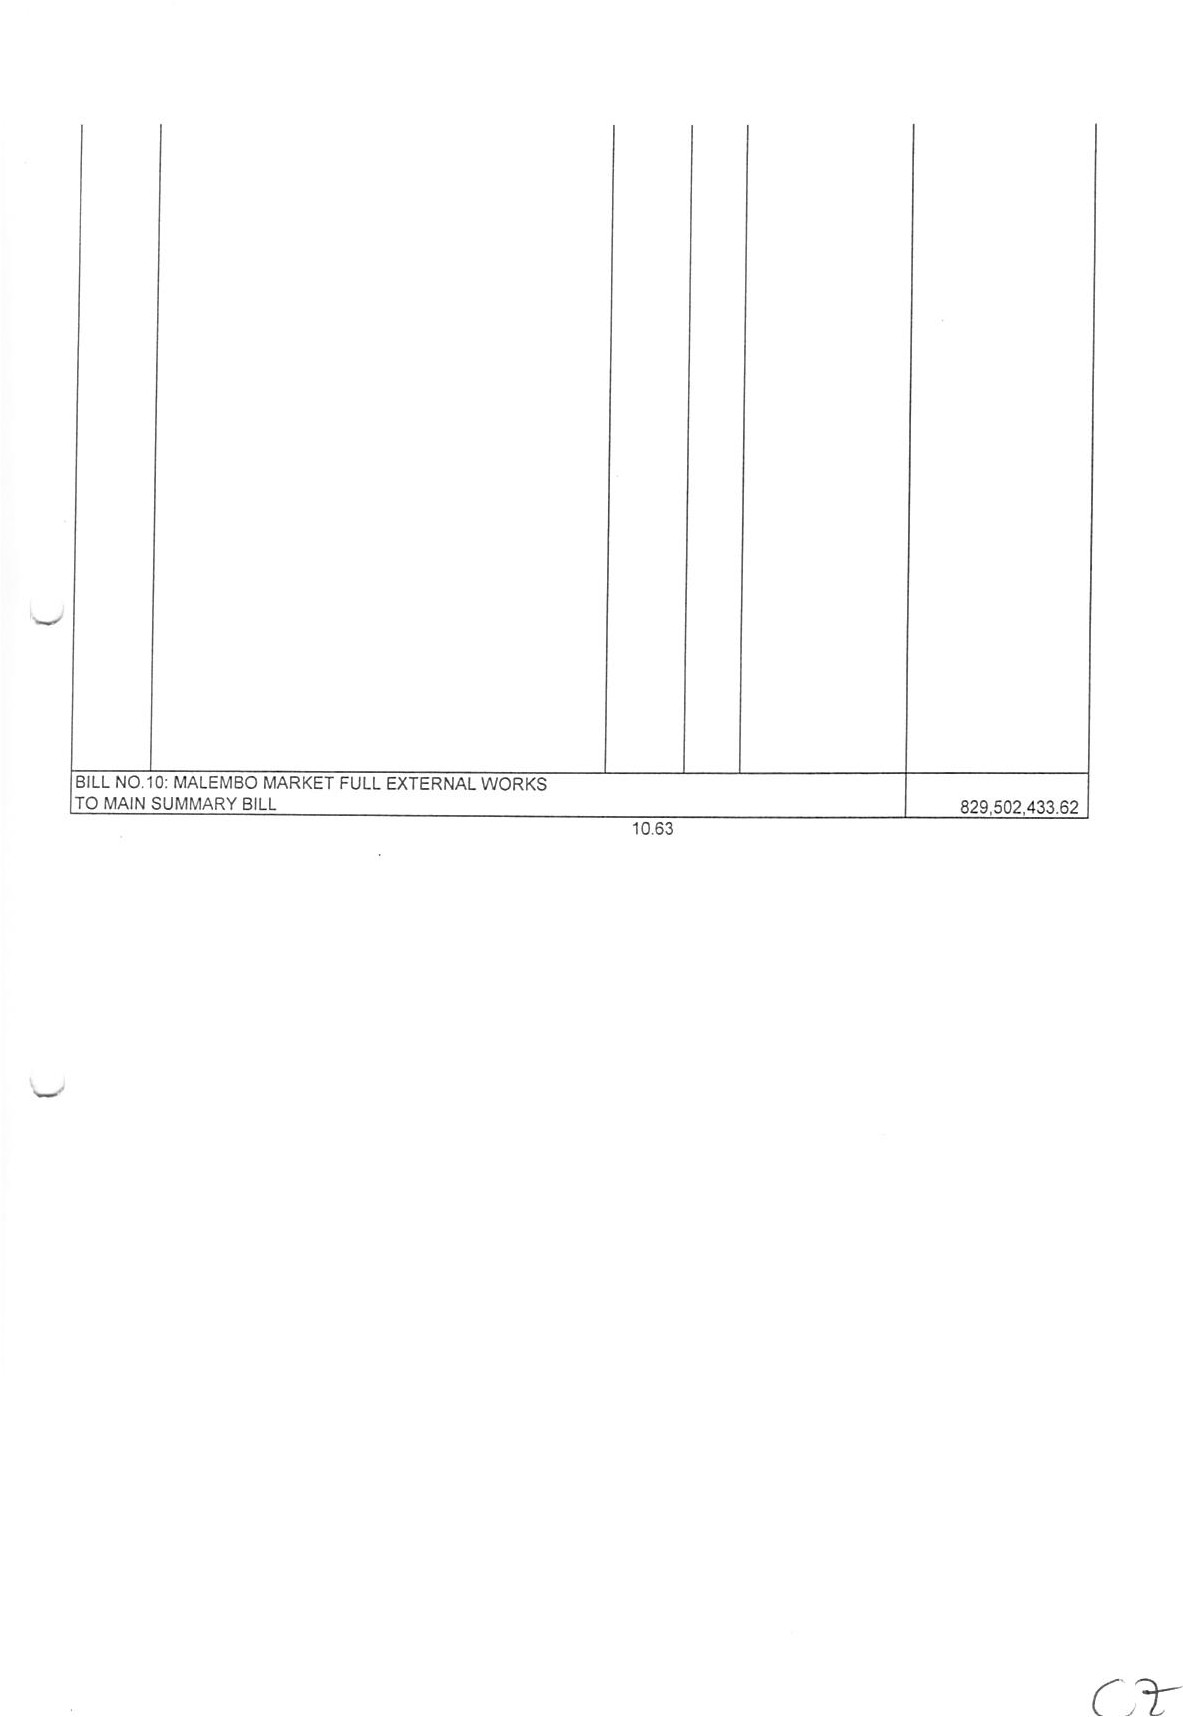 BILL NO.10: MALEMBO MARKET FULL EXTERNAL WORKS
TO MAIN SUMMARY BILL 829,502,433.62
10.63